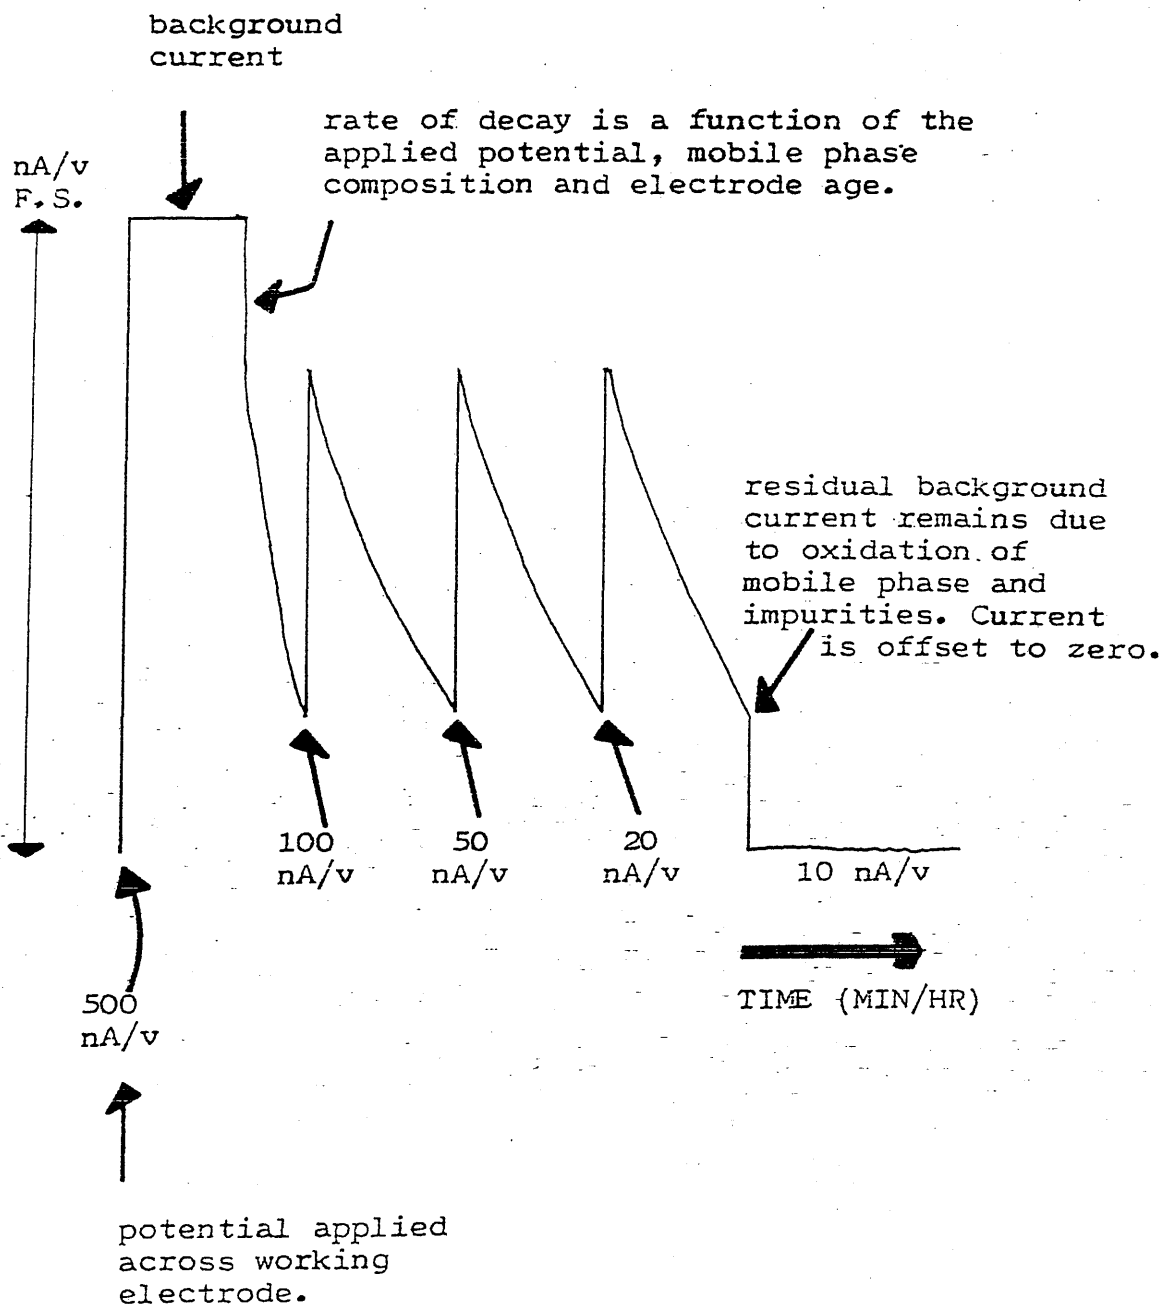 background
current
rate of decay is a function of the
applied potential, mobile phase
composition and electrode age.
nA/v
F.S.
residual background
current remains due
to oxidation of
mobile phase and
impurities. Current
is offset to zero.
100
nA/v
50
nA/v
20
nA/v
10 nA/v
500
nA/v
TIME (MIN/HR)
potential applied
across working
electrode.